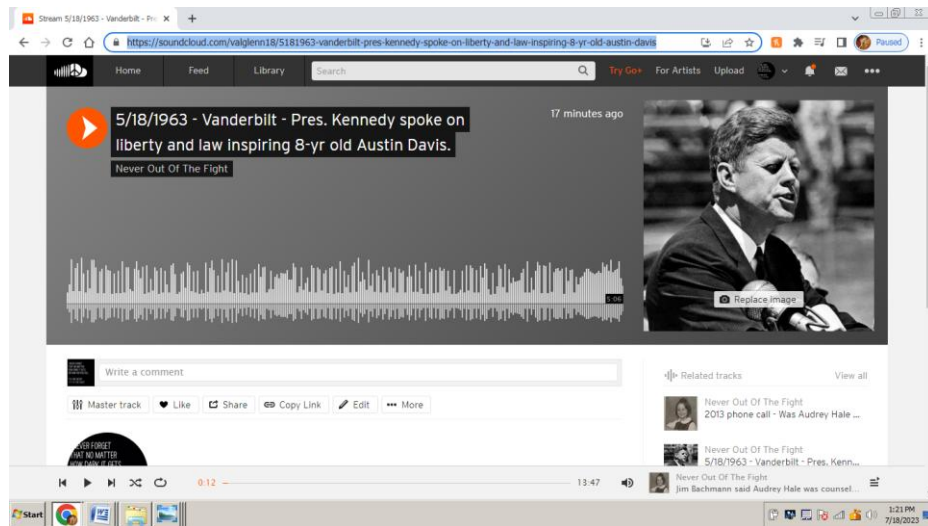 Stream 5/18/1963 - Vanderbilt - Pre
Paused
https://soundcloud.com/valglenn18/5181963-vanderbilt-pres-kennedy-spoke-on-liberty-and-law-inspiring-8-yr-old-austin-davis
Home
Feed
Library
Search
Try Go+
For Artists
Upload
5/18/1963 - Vanderbilt - Pres. Kennedy spoke on
liberty and law inspiring 8-yr old Austin Davis.
Never Out Of The Fight
17 minutes ago
5:06
Replace image
Write a comment
Master track
Like
Share
Copy Link
Edit
More
Related tracks
View all
Never Out Of The Fight
2013 phone call - Was Audrey Hale ...
Never Out Of The Fight
5/18/1963 - Vanderbilt - Pres. Kenn...
NEVER FORGET
THAT NO MATTER
HOW DARK IT GETS
0:12
13:47
Never Out Of The Fight
Jim Bachmann said Audrey Hale was counsel...
Start
1:21 PM
7/18/2023